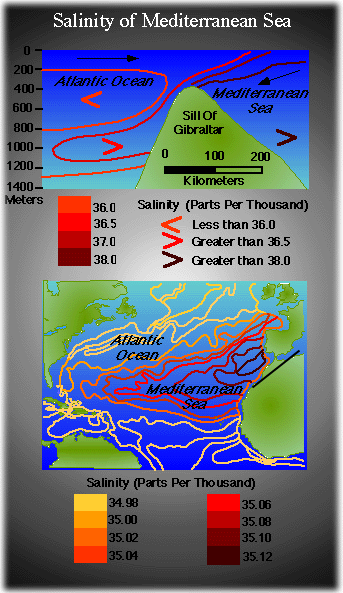 Salinity of Mediterranean Sea
0
200
400
600
800
1000
1200
1400
Meters
Atlantic Ocean
Mediterranean
Sea
Sill Of
Gibraltar
0 100 200
Kilometers
<
>
>
36.0
36.5
37.0
38.0
Salinity (Parts Per Thousand)
< Less than 36.0
> Greater than 36.5
> Greater than 38.0
Atlantic
Ocean
Mediterranean
Sea
Salinity (Parts Per Thousand)
34.98
35.00
35.02
35.04
35.06
35.08
35.10
35.12